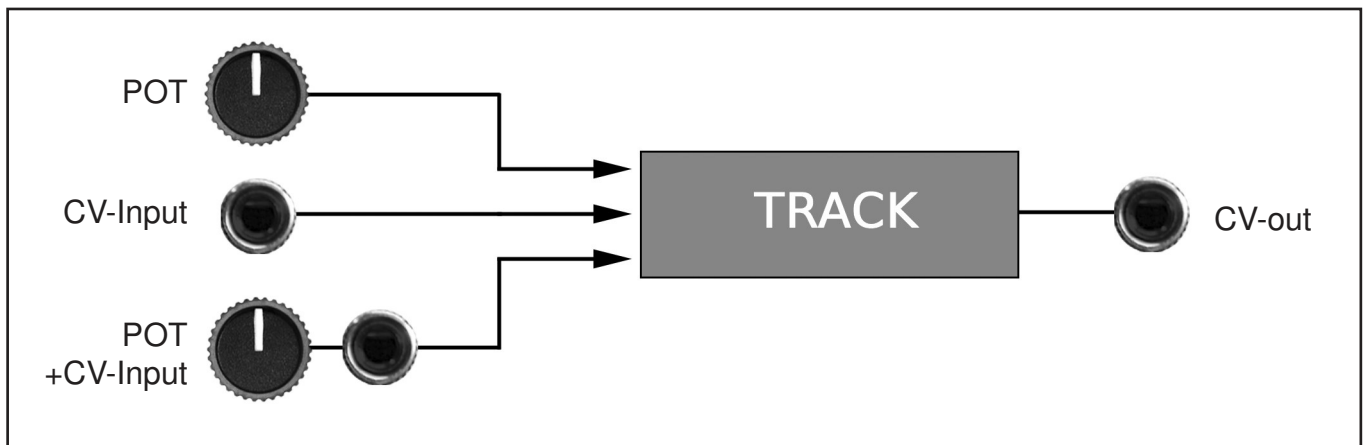 POT
CV-Input
POT
+CV-Input
TRACK
CV-out